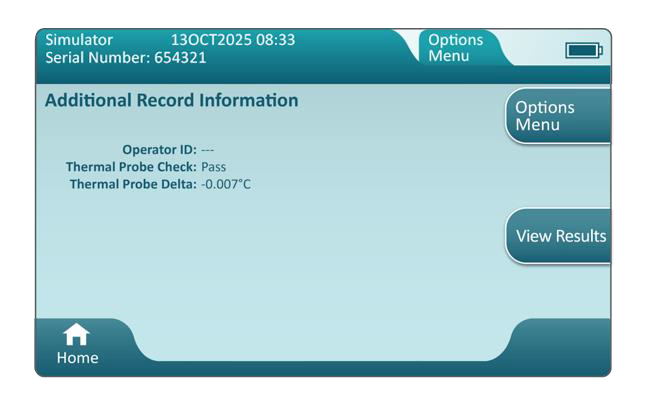 Simulator 13OCT2025 08:33
Serial Number: 654321
Options
Menu
Additional Record Information
Operator ID: ---
Thermal Probe Check: Pass
Thermal Probe Delta: -0.007°C
Options
Menu
View Results
Home